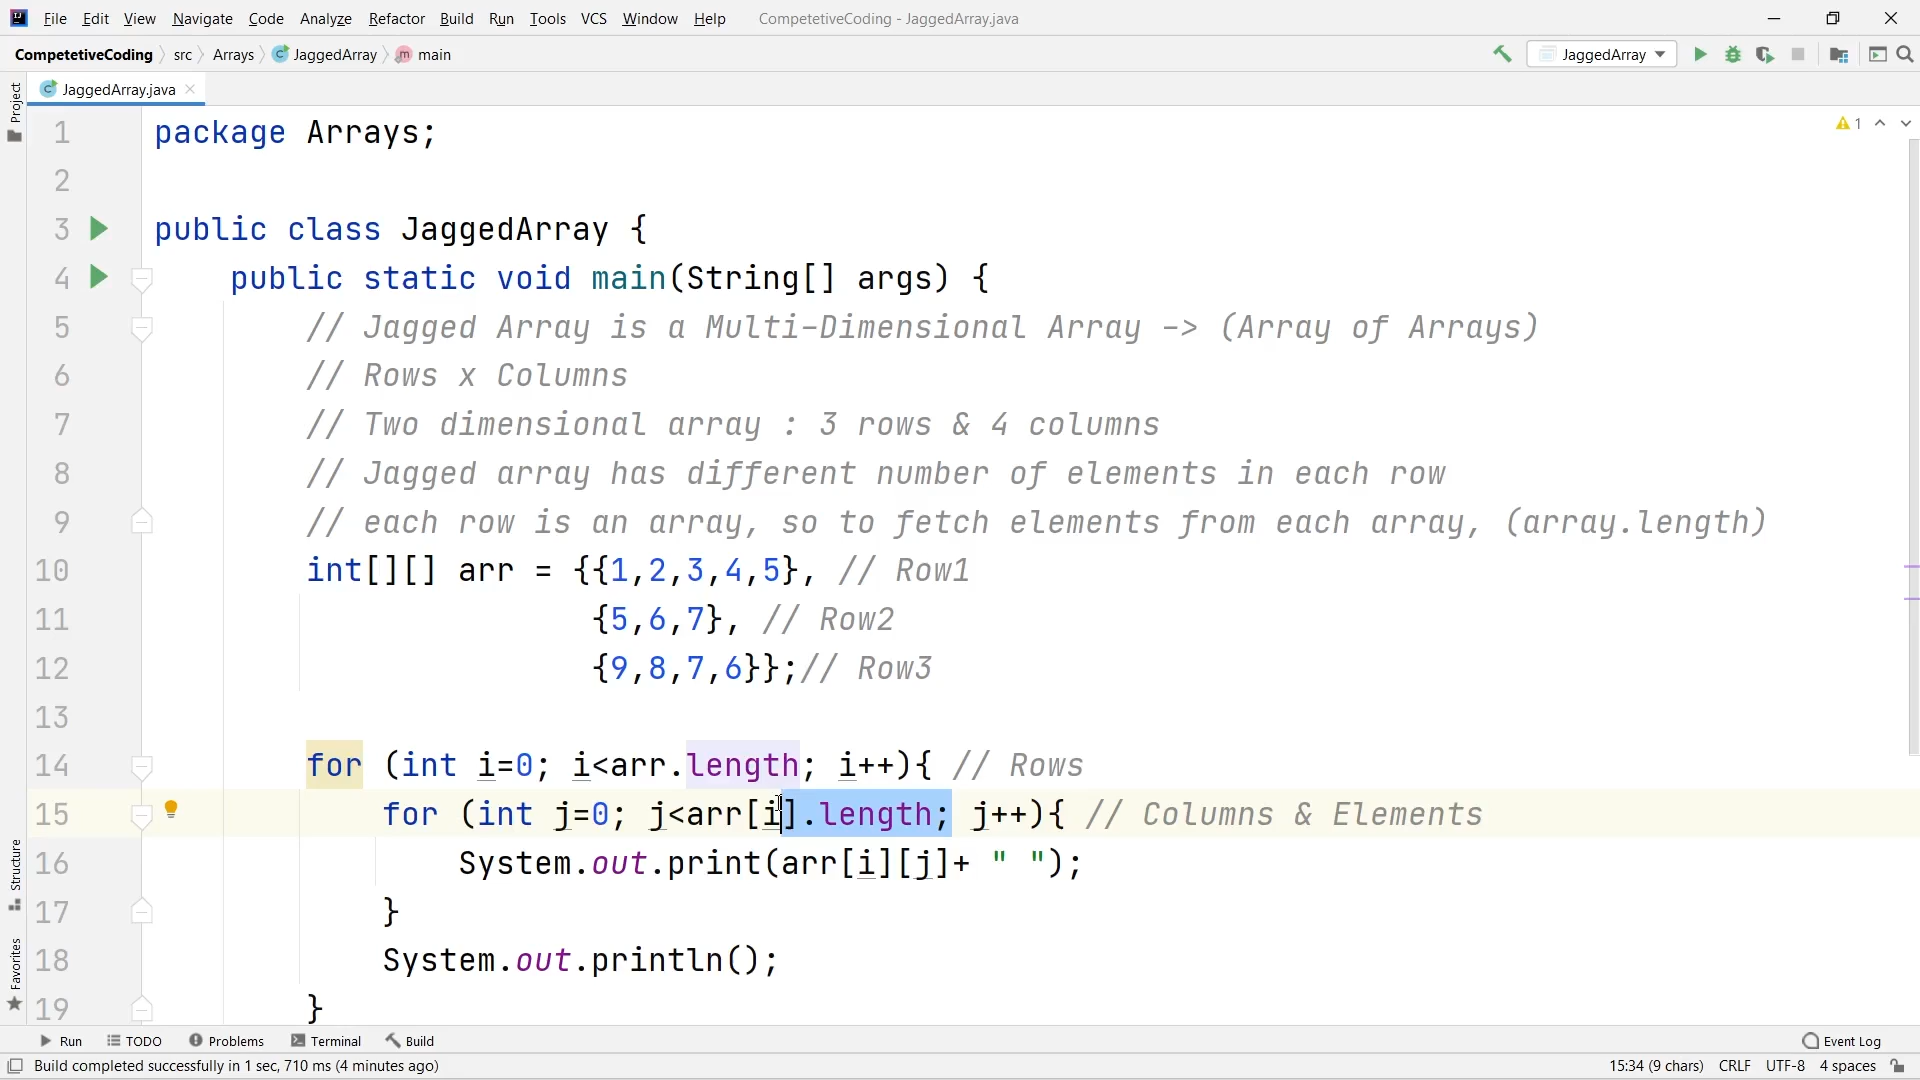 File Edit View Navigate Code Analyze Refactor Build Run Tools VCS Window Help CompetetiveCoding - JaggedArray.java
CompetetiveCoding src Arrays JaggedArray main JaggedArray
JaggedArray.java
Project
Structure
Favorites
1 package Arrays;
1
2
3 public class JaggedArray {
4 public static void main(String[] args) {
5 // Jagged Array is a Multi-Dimensional Array -> (Array of Arrays)
6 // Rows x Columns
7 // Two dimensional array : 3 rows & 4 columns
8 // Jagged array has different number of elements in each row
9 // each row is an array, so to fetch elements from each array, (array.length)
10 int[][] arr = {{1,2,3,4,5}, // Row1
11 {5,6,7}, // Row2
12 {9,8,7,6}};// Row3
13
14 for (int i=0; i<arr.length; i++){ // Rows
15 for (int j=0; j<arr[i].length; j++){ // Columns & Elements
16 System.out.print(arr[i][j]+ " ");
17 }
18 System.out.println();
19 }
Run TODO Problems Terminal Build Event Log
Build completed successfully in 1 sec, 710 ms (4 minutes ago) 15:34 (9 chars) CRLF UTF-8 4 spaces